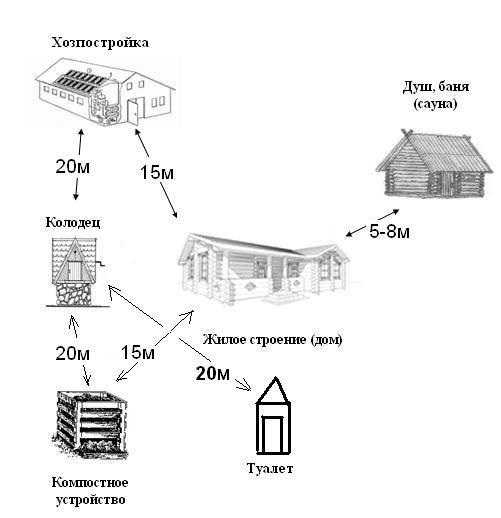 Хозпостройка
Душ, баня
(сауна)
20м
15м
Колодец
5-8м
Жилое строение (дом)
20м
15м
20м
Туалет
Компостное
устройство